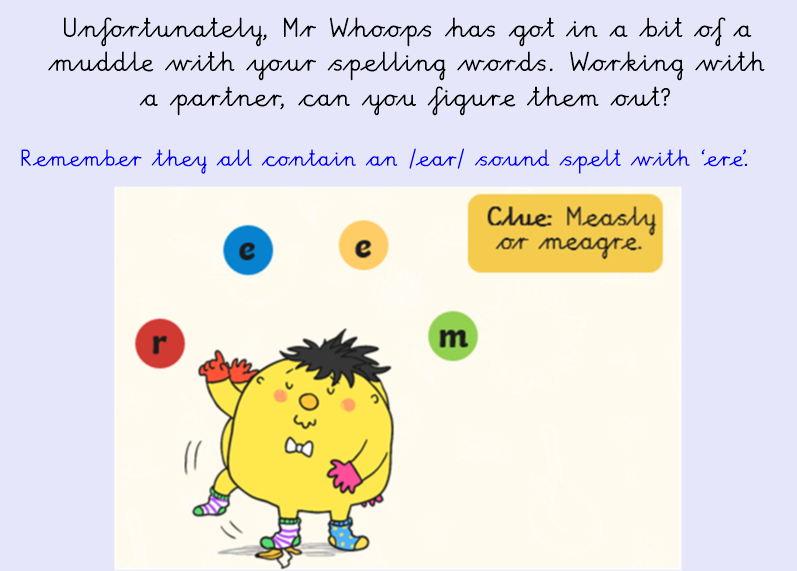 Unfortunately, Mr Whoops has got in a bit of a
muddle with your spelling words. Working with
a partner, can you figure them out?
Remember they all contain an /ear/ sound spelt with ‘ere’.
Clue: Measly
or meagre.
e
e
r
m